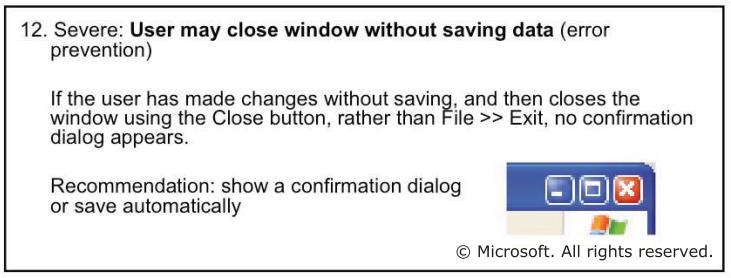 12. Severe: User may close window without saving data (error
prevention)
If the user has made changes without saving, and then closes the
window using the Close button, rather than File >> Exit, no confirmation
dialog appears.
Recommendation: show a confirmation dialog
or save automatically
© Microsoft. All rights reserved.